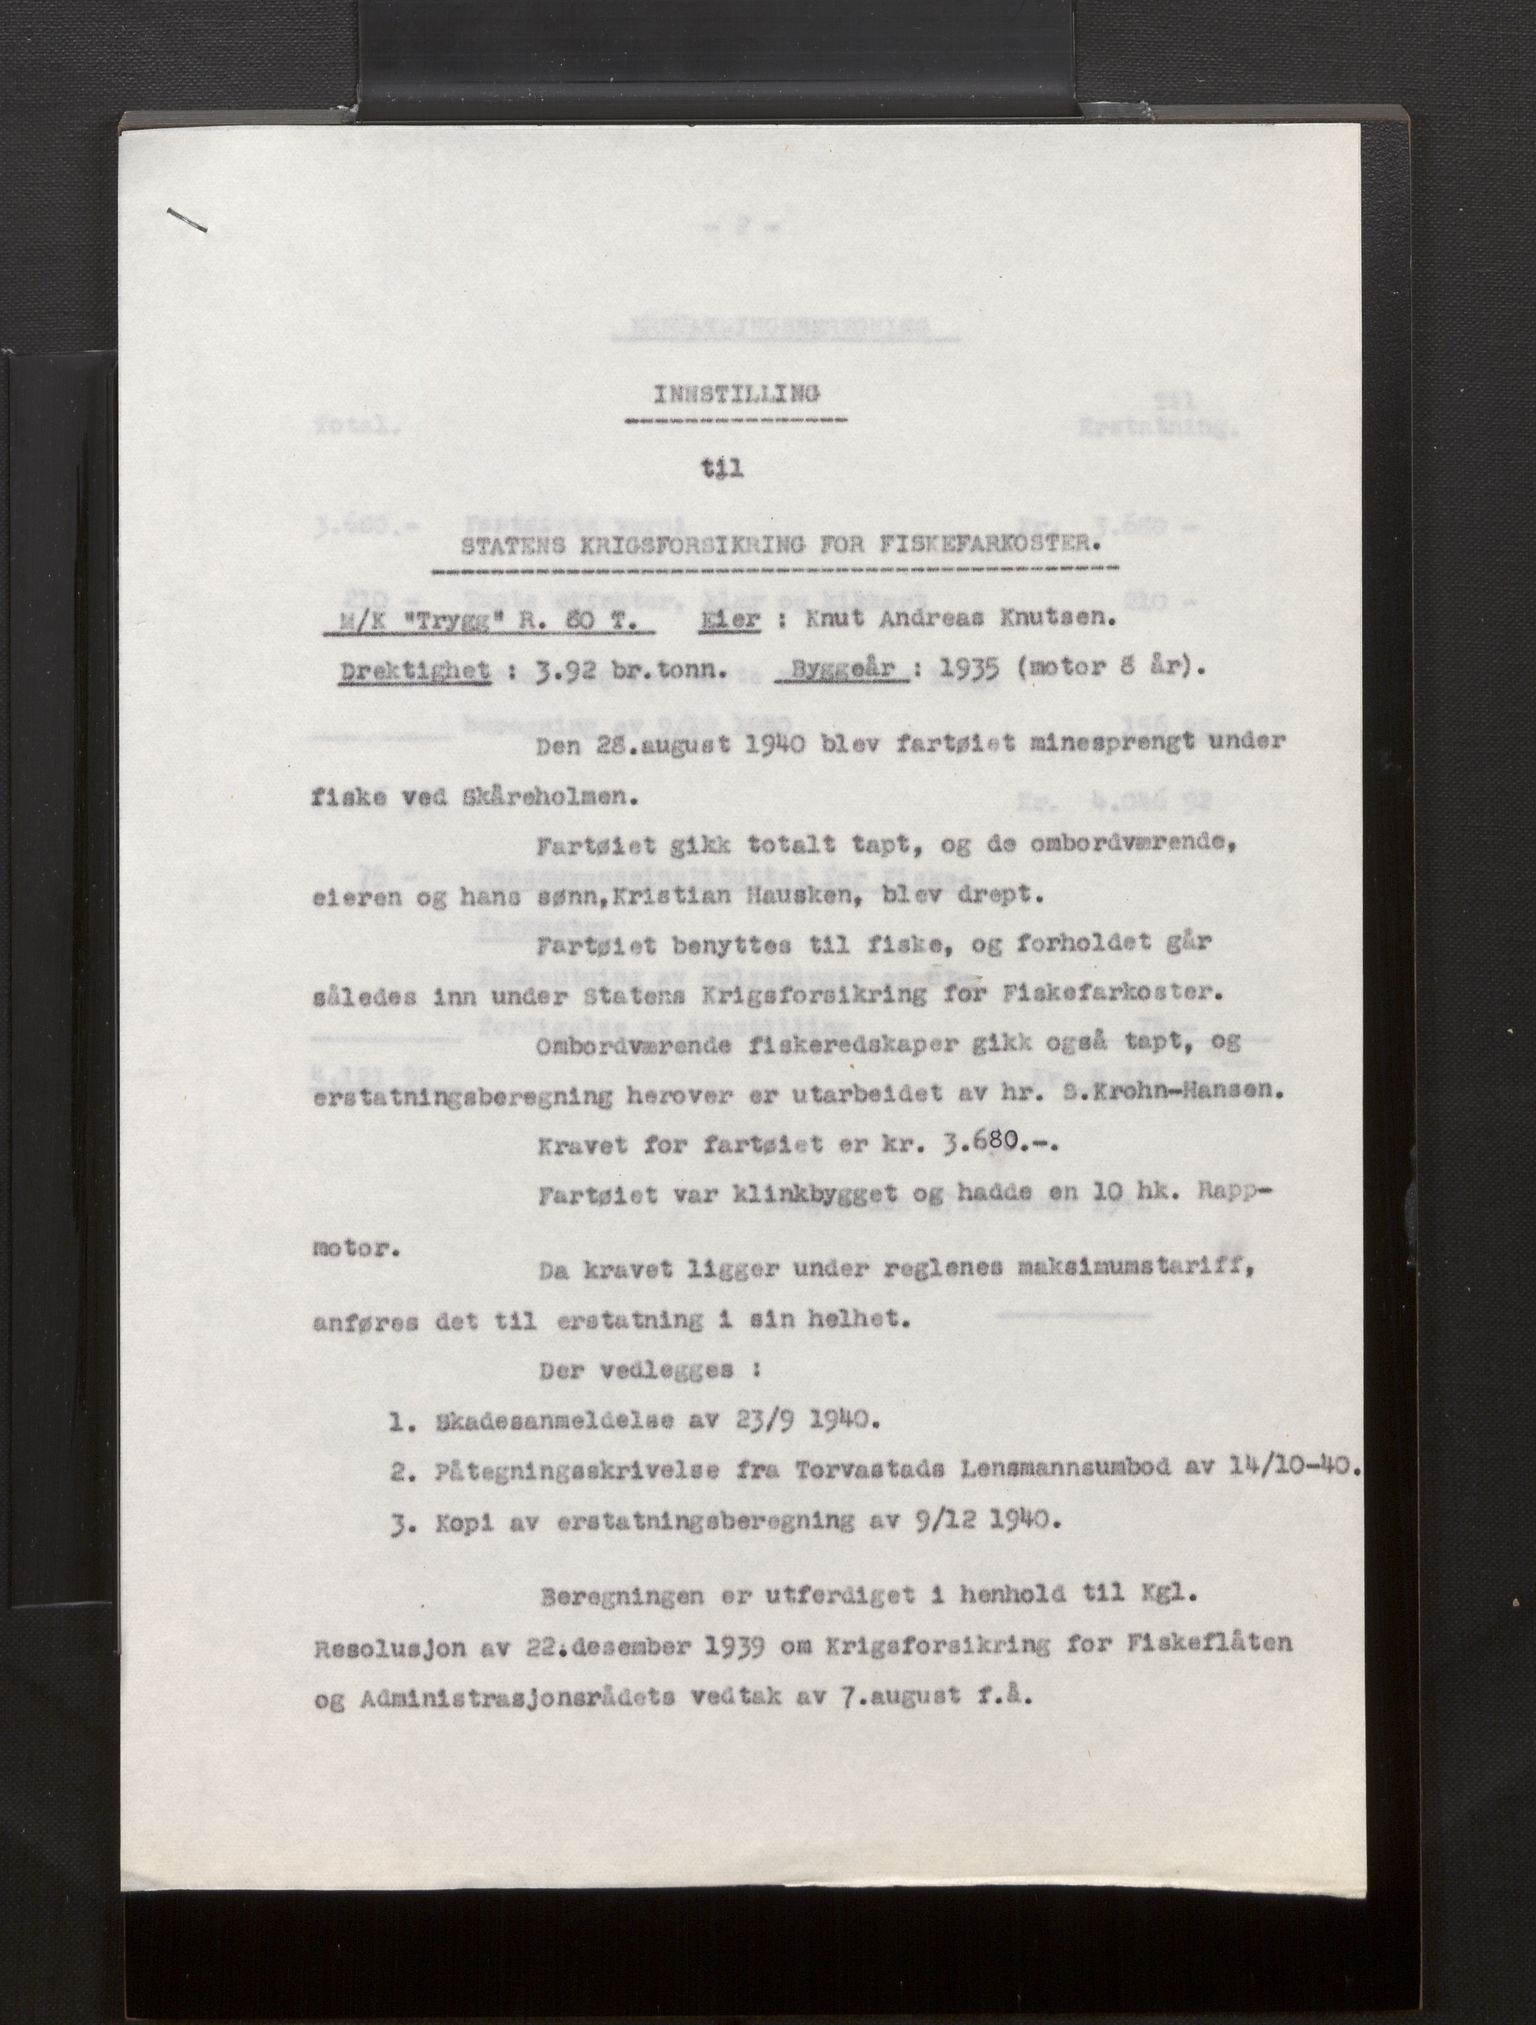 INNSTILLING
til
STATENS KRIGSFORSIKRING FOR FISKEFARKOSTER.
M/K "Trygg" R. 80 T. Eier : Knut Andreas Knutsen.
Drektighet : 3.92 br.tonn. Byggeår : 1935 (motor 8 år).
Den 28.august 1940 blev fartøiet minesprengt under
fiske ved Skåreholmen.
Fartøiet gikk totalt tapt, og de ombordværende,
eieren og hans sønn,Kristian Hausken, blev drept.
Fartøiet benyttes til fiske, og forholdet går
således inn under Statens Krigsforsikring for Fiskefarkoster.
Ombordværende fiskeredskaper gikk også tapt, og
erstatningsberegning herover er utarbeidet av hr. S.Krohn-Hansen.
Kravet for fartøiet er kr. 3.680.-.
Fartøiet var klinkbygget og hadde en 10 hk. Rapp-
motor.
Da kravet ligger under reglenes maksimumstariff,
anføres det til erstatning i sin helhet.
Der vedlegges :
1. Skadesanmeldelse av 23/9 1940.
2. Påtegningsskrivelse fra Torvastads Lensmannsumbod av 14/10-40.
3. Kopi av erstatningsberegning av 9/12 1940.
Beregningen er utferdiget i henhold til Kgl.
Resolusjon av 22.desember 1939 om Krigsforsikring for Fiskeflåten
og Administrasjonsrådets vedtak av 7.august f.å.